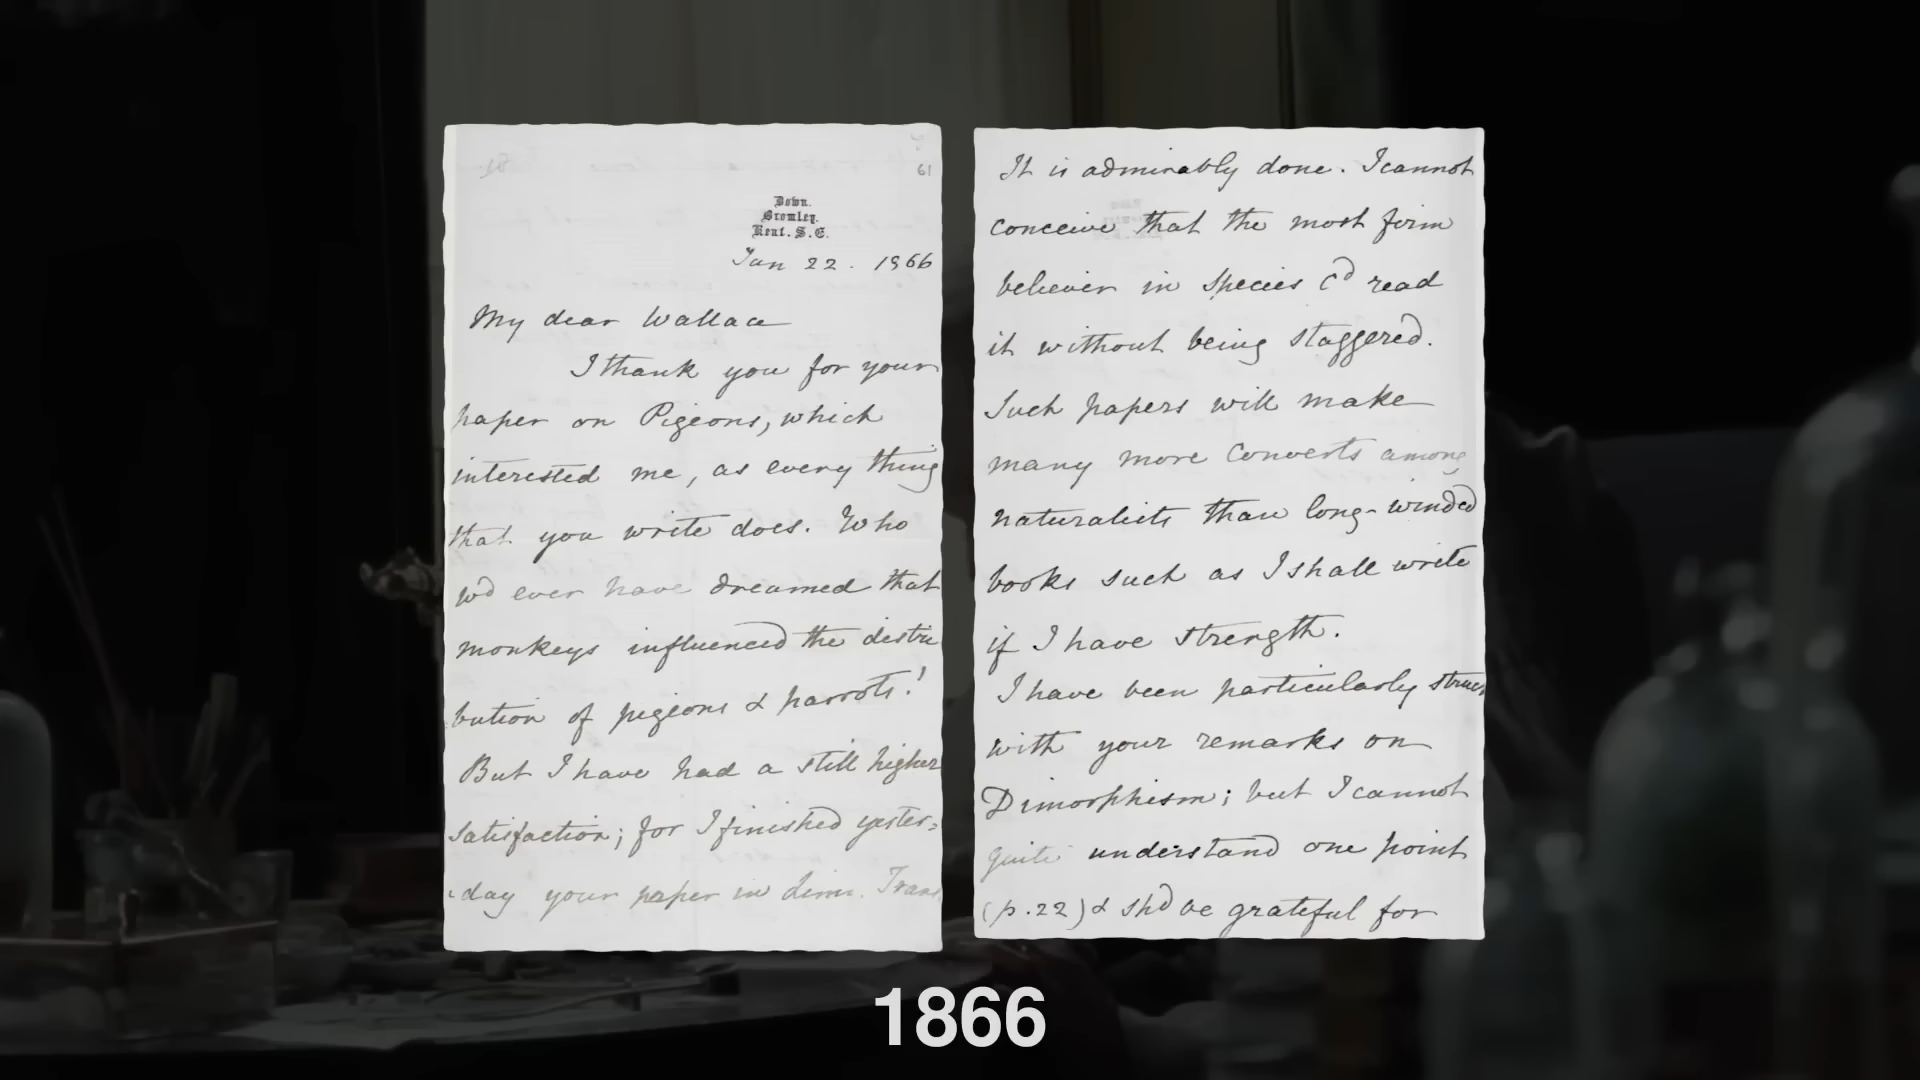 61
Down.
Bromley.
Kent. S.E.
Jan 22. 1866
My dear Wallace
I thank you for your
paper on Pigeons, which
interested me, as every thing
that you write does. Who
wd ever have dreamed that
monkeys influenced the distri
bution of pigeons & parrots!
But I have had a still higher
satisfaction; for I finished yester=
=day your paper in Linn. Trans
It is admirably done. I cannot
conceive that the most firm
believer in Species cd read
it without being staggered.
Such papers will make
many more converts among
naturalists than long-winded
books such as I shall write
if I have strength.
I have been particularly struck
with your remarks on
Dimorphism; but I cannot
quite understand one point
(p.22) & shd be grateful for
1866